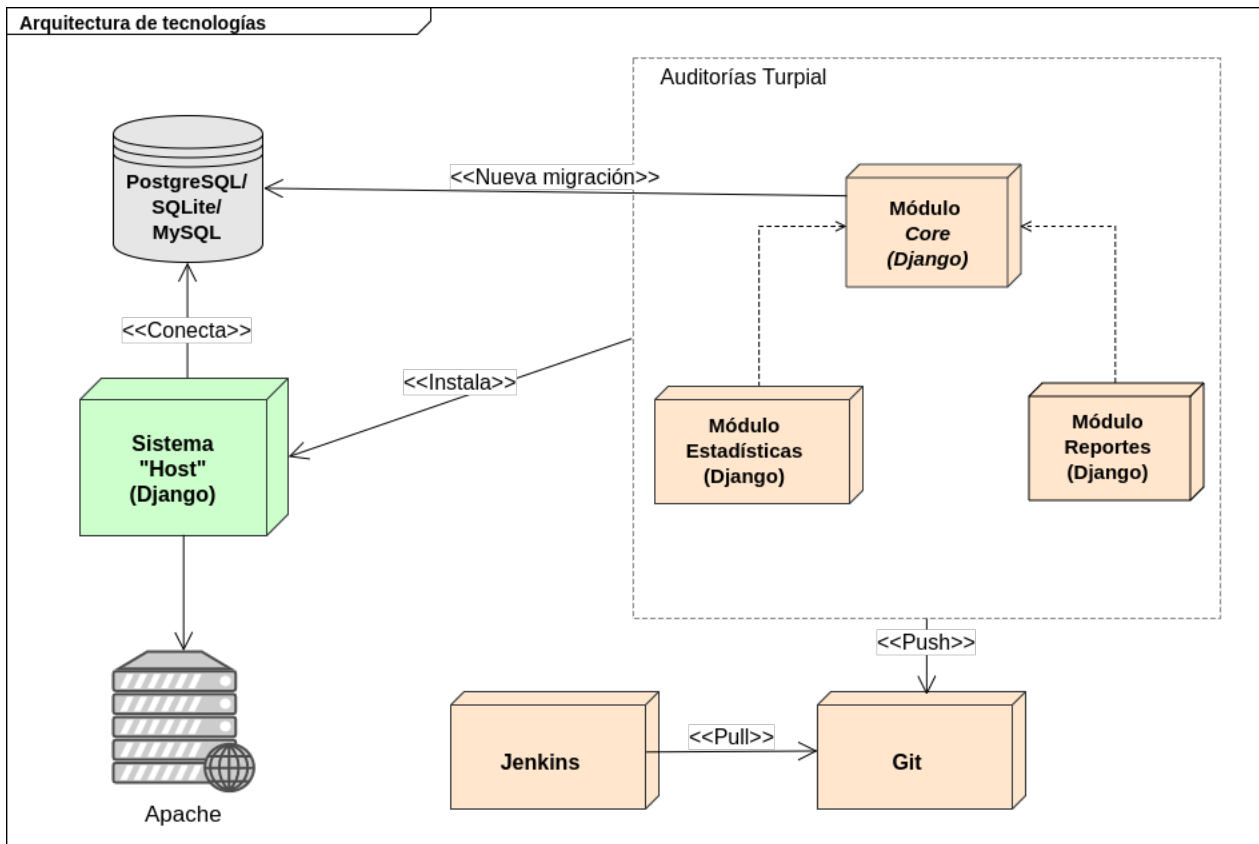 Arquitectura de tecnologías
Auditorías Turpial
PostgreSQL/
SQLite/
MySQL
<<Nueva migración>>
Módulo
Core
(Django)
<<Conecta>>
<<Instala>>
Sistema
"Host"
(Django)
Módulo
Estadísticas
(Django)
Módulo
Reportes
(Django)
<<Push>>
Jenkins
<<Pull>>
Git
Apache